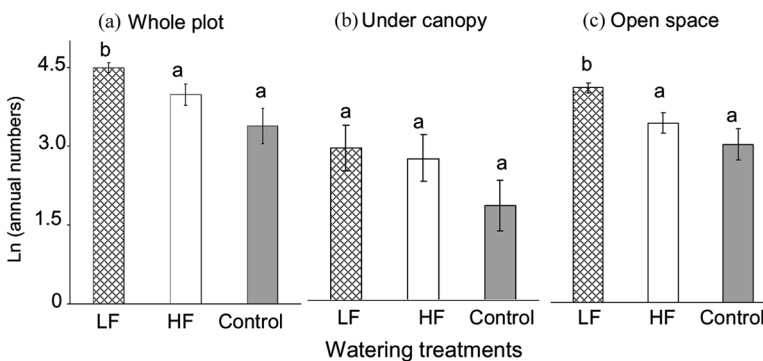 (a) Whole plot (b) Under canopy (c) Open space
b a a a a a b a a
Ln (annual numbers)
4.5
3.0
1.5
0
LF HF Control LF HF Control LF HF Control
Watering treatments